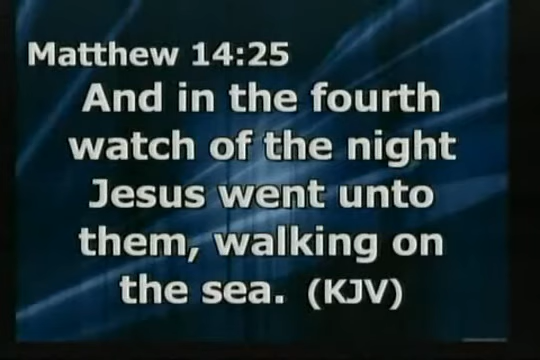 Matthew 14:25
And in the fourth
watch of the night
Jesus went unto
them, walking on
the sea. (KJV)